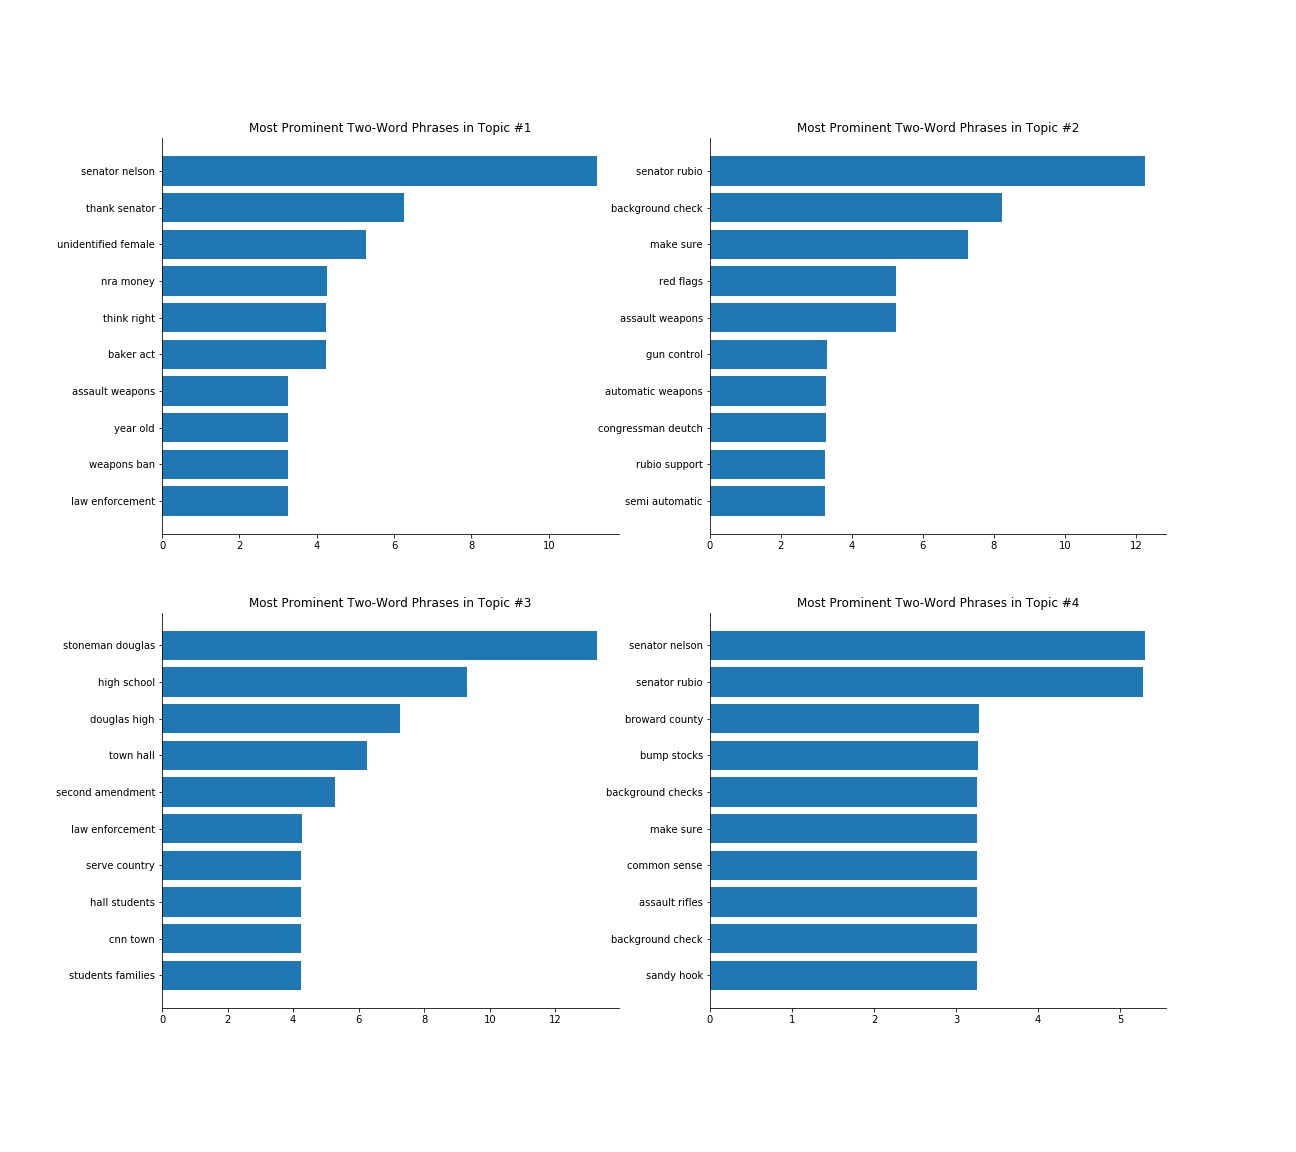 Most Prominent Two-Word Phrases in Topic #1
senator nelson
thank senator
unidentified female
nra money
think right
baker act
assault weapons
year old
weapons ban
law enforcement
0 2 4 6 8 10
Most Prominent Two-Word Phrases in Topic #2
senator rubio
background check
make sure
red flags
assault weapons
gun control
automatic weapons
congressman deutch
rubio support
semi automatic
0 2 4 6 8 10 12
Most Prominent Two-Word Phrases in Topic #3
stoneman douglas
high school
douglas high
town hall
second amendment
law enforcement
serve country
hall students
cnn town
students families
0 2 4 6 8 10 12
Most Prominent Two-Word Phrases in Topic #4
senator nelson
senator rubio
broward county
bump stocks
background checks
make sure
common sense
assault rifles
background check
sandy hook
0 1 2 3 4 5